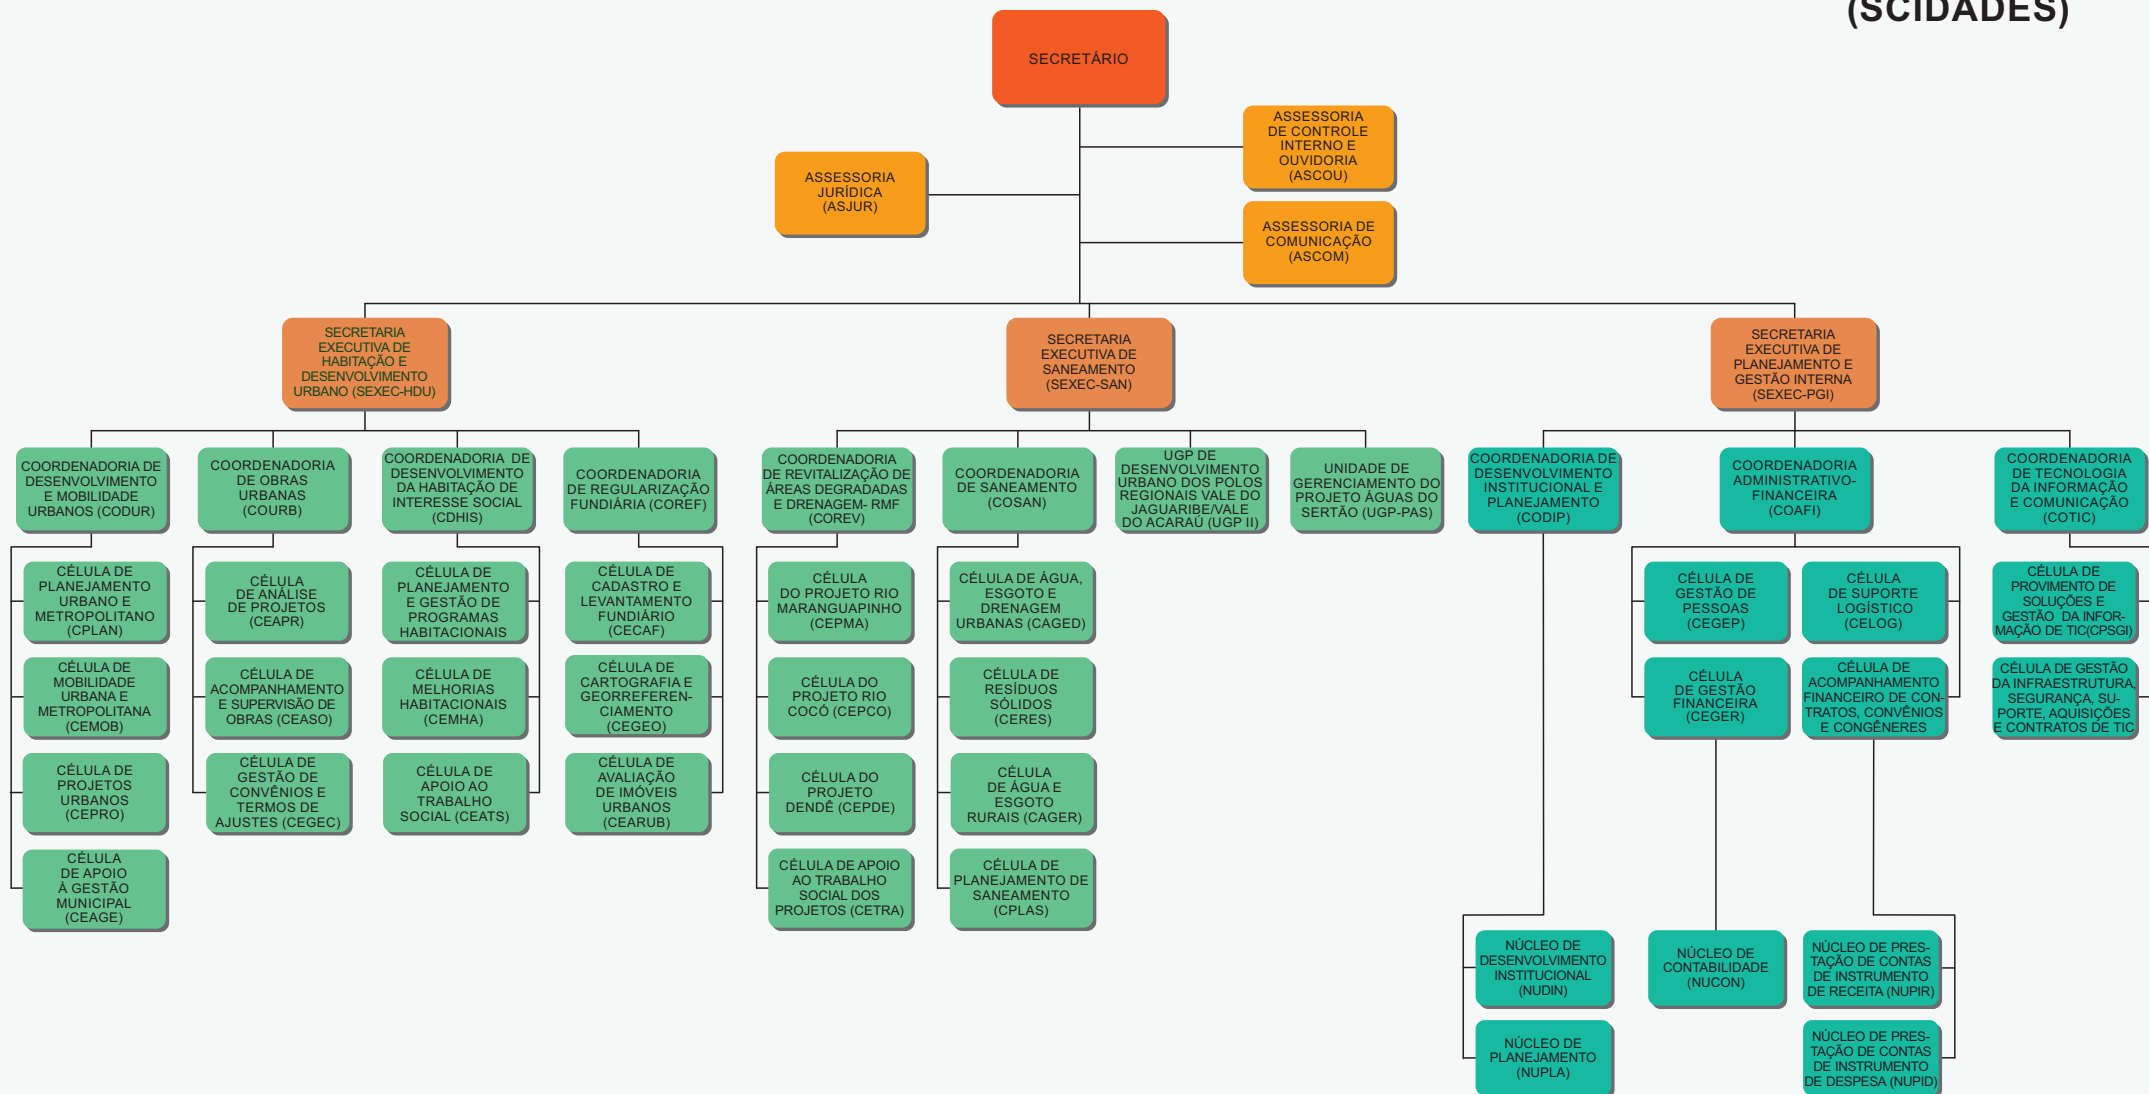 (SCIDADES)
SECRETÁRIO
ASSESSORIA
DE CONTROLE
INTERNO E
OUVIDORIA
(ASCOU)
ASSESSORIA
JURÍDICA
(ASJUR)
ASSESSORIA DE
COMUNICAÇÃO
(ASCOM)
SECRETARIA
EXECUTIVA DE
HABITAÇÃO E
DESENVOLVIMENTO
URBANO (SEXEC-HDU)
SECRETARIA
EXECUTIVA DE
SANEAMENTO
(SEXEC-SAN)
SECRETARIA
EXECUTIVA DE
PLANEJAMENTO E
GESTÃO INTERNA
(SEXEC-PGI)
COORDENADORIA DE
DESENVOLVIMENTO
E MOBILIDADE
URBANOS (CODUR)
COORDENADORIA
DE OBRAS
URBANAS
(COURB)
COORDENADORIA DE
DESENVOLVIMENTO
DA HABITAÇÃO DE
INTERESSE SOCIAL
(CDHIS)
COORDENADORIA
DE REGULARIZAÇÃO
FUNDIÁRIA (COREF)
COORDENADORIA
DE REVITALIZAÇÃO DE
ÁREAS DEGRADADAS
E DRENAGEM- RMF
(COREV)
COORDENADORIA
DE SANEAMENTO
(COSAN)
UGP DE
DESENVOLVIMENTO
URBANO DOS POLOS
REGIONAIS VALE DO
JAGUARIBE/VALE
DO ACARAÚ (UGP II)
UNIDADE DE
GERENCIAMENTO DO
PROJETO ÁGUAS DO
SERTÃO (UGP-PAS)
COORDENADORIA DE
DESENVOLVIMENTO
INSTITUCIONAL E
PLANEJAMENTO
(CODIP)
COORDENADORIA
ADMINISTRATIVO-
FINANCEIRA
(COAFI)
COORDENADORIA
DE TECNOLOGIA
DA INFORMAÇÃO
E COMUNICAÇÃO
(COTIC)
CÉLULA DE
PLANEJAMENTO
URBANO E
METROPOLITANO
(CPLAN)
CÉLULA
DE ANÁLISE
DE PROJETOS
(CEAPR)
CÉLULA DE
PLANEJAMENTO
E GESTÃO DE
PROGRAMAS
HABITACIONAIS
CÉLULA DE
CADASTRO E
LEVANTAMENTO
FUNDIÁRIO
(CECAF)
CÉLULA
DO PROJETO RIO
MARANGUAPINHO
(CEPMA)
CÉLULA DE ÁGUA,
ESGOTO E
DRENAGEM
URBANAS (CAGED)
CÉLULA DE
GESTÃO DE
PESSOAS
(CEGEP)
CÉLULA
DE SUPORTE
LOGÍSTICO
(CELOG)
CÉLULA DE
PROVIMENTO DE
SOLUÇÕES E
GESTÃO DA INFOR-
MAÇÃO DE TIC(CPSGI)
CÉLULA DE
MOBILIDADE
URBANA E
METROPOLITANA
(CEMOB)
CÉLULA DE
ACOMPANHAMENTO
E SUPERVISÃO DE
OBRAS (CEASO)
CÉLULA DE
MELHORIAS
HABITACIONAIS
(CEMHA)
CÉLULA DE
CARTOGRAFIA E
GEORREFEREN-
CIAMENTO
(CEGEO)
CÉLULA DO
PROJETO RIO
COCÓ (CEPCO)
CÉLULA DE
RESÍDUOS
SÓLIDOS
(CERES)
CÉLULA
DE GESTÃO
FINANCEIRA
(CEGER)
CÉLULA DE
ACOMPANHAMENTO
FINANCEIRO DE CON-
TRATOS, CONVÊNIOS
E CONGÊNERES
CÉLULA DE GESTÃO
DA INFRAESTRUTURA,
SEGURANÇA, SU-
PORTE, AQUISIÇÕES
E CONTRATOS DE TIC
CÉLULA DE
PROJETOS
URBANOS
(CEPRO)
CÉLULA DE
GESTÃO DE
CONVÊNIOS E
TERMOS DE
AJUSTES (CEGEC)
CÉLULA DE
APOIO AO
TRABALHO
SOCIAL (CEATS)
CÉLULA DE
AVALIAÇÃO
DE IMÓVEIS
URBANOS
(CEARUB)
CÉLULA DO
PROJETO
DENDÊ (CEPDE)
CÉLULA
DE ÁGUA E
ESGOTO
RURAIS (CAGER)
CÉLULA
DE APOIO
À GESTÃO
MUNICIPAL
(CEAGE)
CÉLULA DE APOIO
AO TRABALHO
SOCIAL DOS
PROJETOS (CETRA)
CÉLULA DE
PLANEJAMENTO DE
SANEAMENTO
(CPLAS)
NÚCLEO DE
DESENVOLVIMENTO
INSTITUCIONAL
(NUDIN)
NÚCLEO DE
CONTABILIDADE
(NUCON)
NÚCLEO DE PRES-
TAÇÃO DE CONTAS
DE INSTRUMENTO
DE RECEITA (NUPIR)
NÚCLEO DE
PLANEJAMENTO
(NUPLA)
NÚCLEO DE PRES-
TAÇÃO DE CONTAS
DE INSTRUMENTO
DE DESPESA (NUPID)